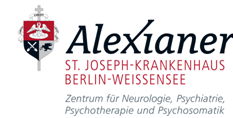 Alexianer
ST. JOSEPH-KRANKENHAUS
BERLIN-WEISSENSEE
Zentrum für Neurologie, Psychiatrie,
Psychotherapie und Psychosomatik